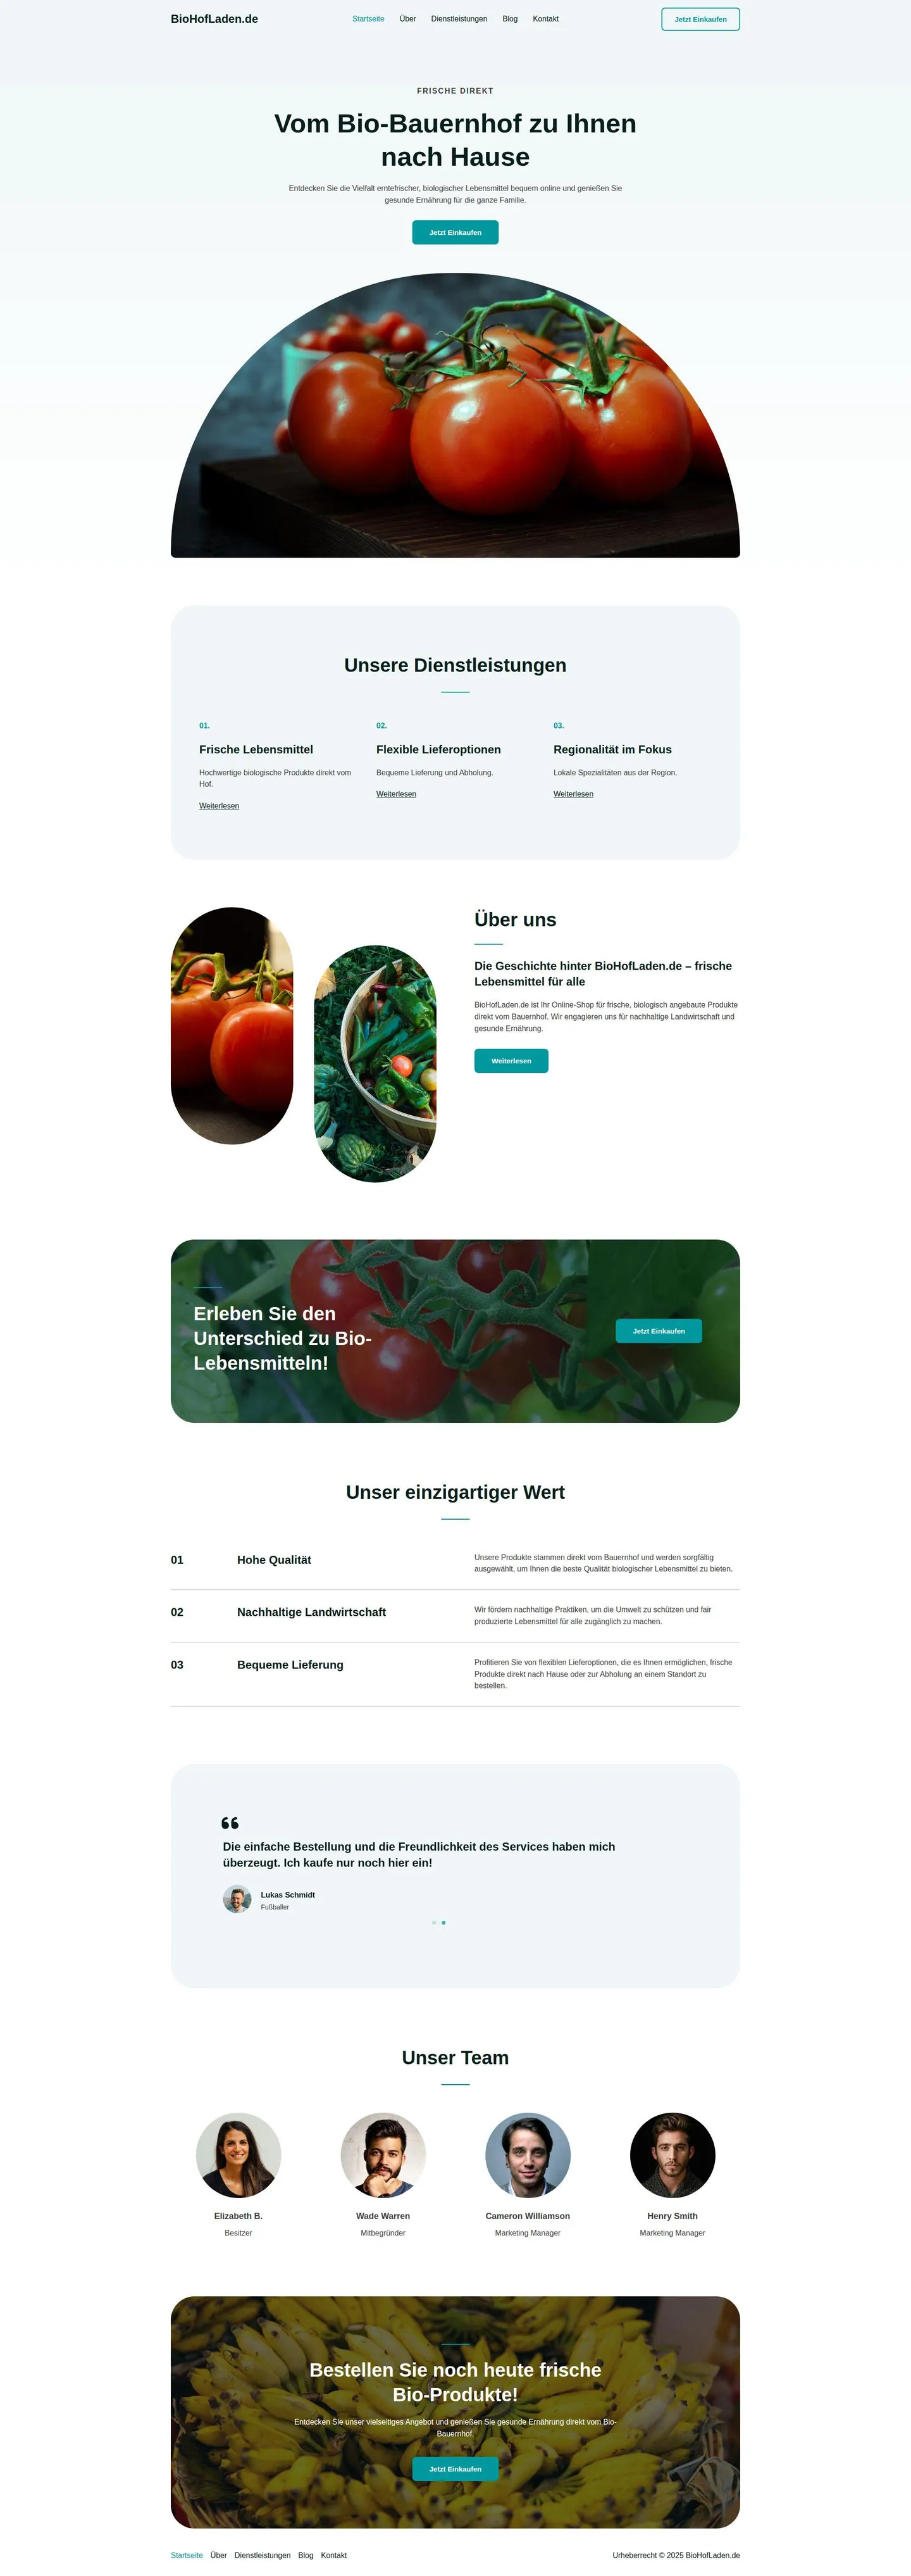 BioHofLaden.de
Startseite Über Dienstleistungen Blog Kontakt
Jetzt Einkaufen
FRISCHE DIREKT
Vom Bio-Bauernhof zu Ihnen
nach Hause
Entdecken Sie die Vielfalt erntefrischer, biologischer Lebensmittel bequem online und genießen Sie
gesunde Ernährung für die ganze Familie.
Jetzt Einkaufen
Unsere Dienstleistungen
01.
Frische Lebensmittel
Hochwertige biologische Produkte direkt vom
Hof.
Weiterlesen
02.
Flexible Lieferoptionen
Bequeme Lieferung und Abholung.
Weiterlesen
03.
Regionalität im Fokus
Lokale Spezialitäten aus der Region.
Weiterlesen
Über uns
Die Geschichte hinter BioHofLaden.de – frische
Lebensmittel für alle
BioHofLaden.de ist Ihr Online-Shop für frische, biologisch angebaute Produkte
direkt vom Bauernhof. Wir engagieren uns für nachhaltige Landwirtschaft und
gesunde Ernährung.
Weiterlesen
Erleben Sie den
Unterschied zu Bio-
Lebensmitteln!
Jetzt Einkaufen
Unser einzigartiger Wert
01
Hohe Qualität
Unsere Produkte stammen direkt vom Bauernhof und werden sorgfältig
ausgewählt, um Ihnen die beste Qualität biologischer Lebensmittel zu bieten.
02
Nachhaltige Landwirtschaft
Wir fördern nachhaltige Praktiken, um die Umwelt zu schützen und fair
produzierte Lebensmittel für alle zugänglich zu machen.
03
Bequeme Lieferung
Profitieren Sie von flexiblen Lieferoptionen, die es Ihnen ermöglichen, frische
Produkte direkt nach Hause oder zur Abholung an einem Standort zu
bestellen.
Die einfache Bestellung und die Freundlichkeit des Services haben mich
überzeugt. Ich kaufe nur noch hier ein!
Lukas Schmidt
Fußballer
Unser Team
Elizabeth B.
Besitzer
Wade Warren
Mitbegründer
Cameron Williamson
Marketing Manager
Henry Smith
Marketing Manager
Bestellen Sie noch heute frische
Bio-Produkte!
Entdecken Sie unser vielseitiges Angebot und genießen Sie gesunde Ernährung direkt vom Bio-
Bauernhof.
Jetzt Einkaufen
Startseite Über Dienstleistungen Blog Kontakt
Urheberrecht © 2025 BioHofLaden.de